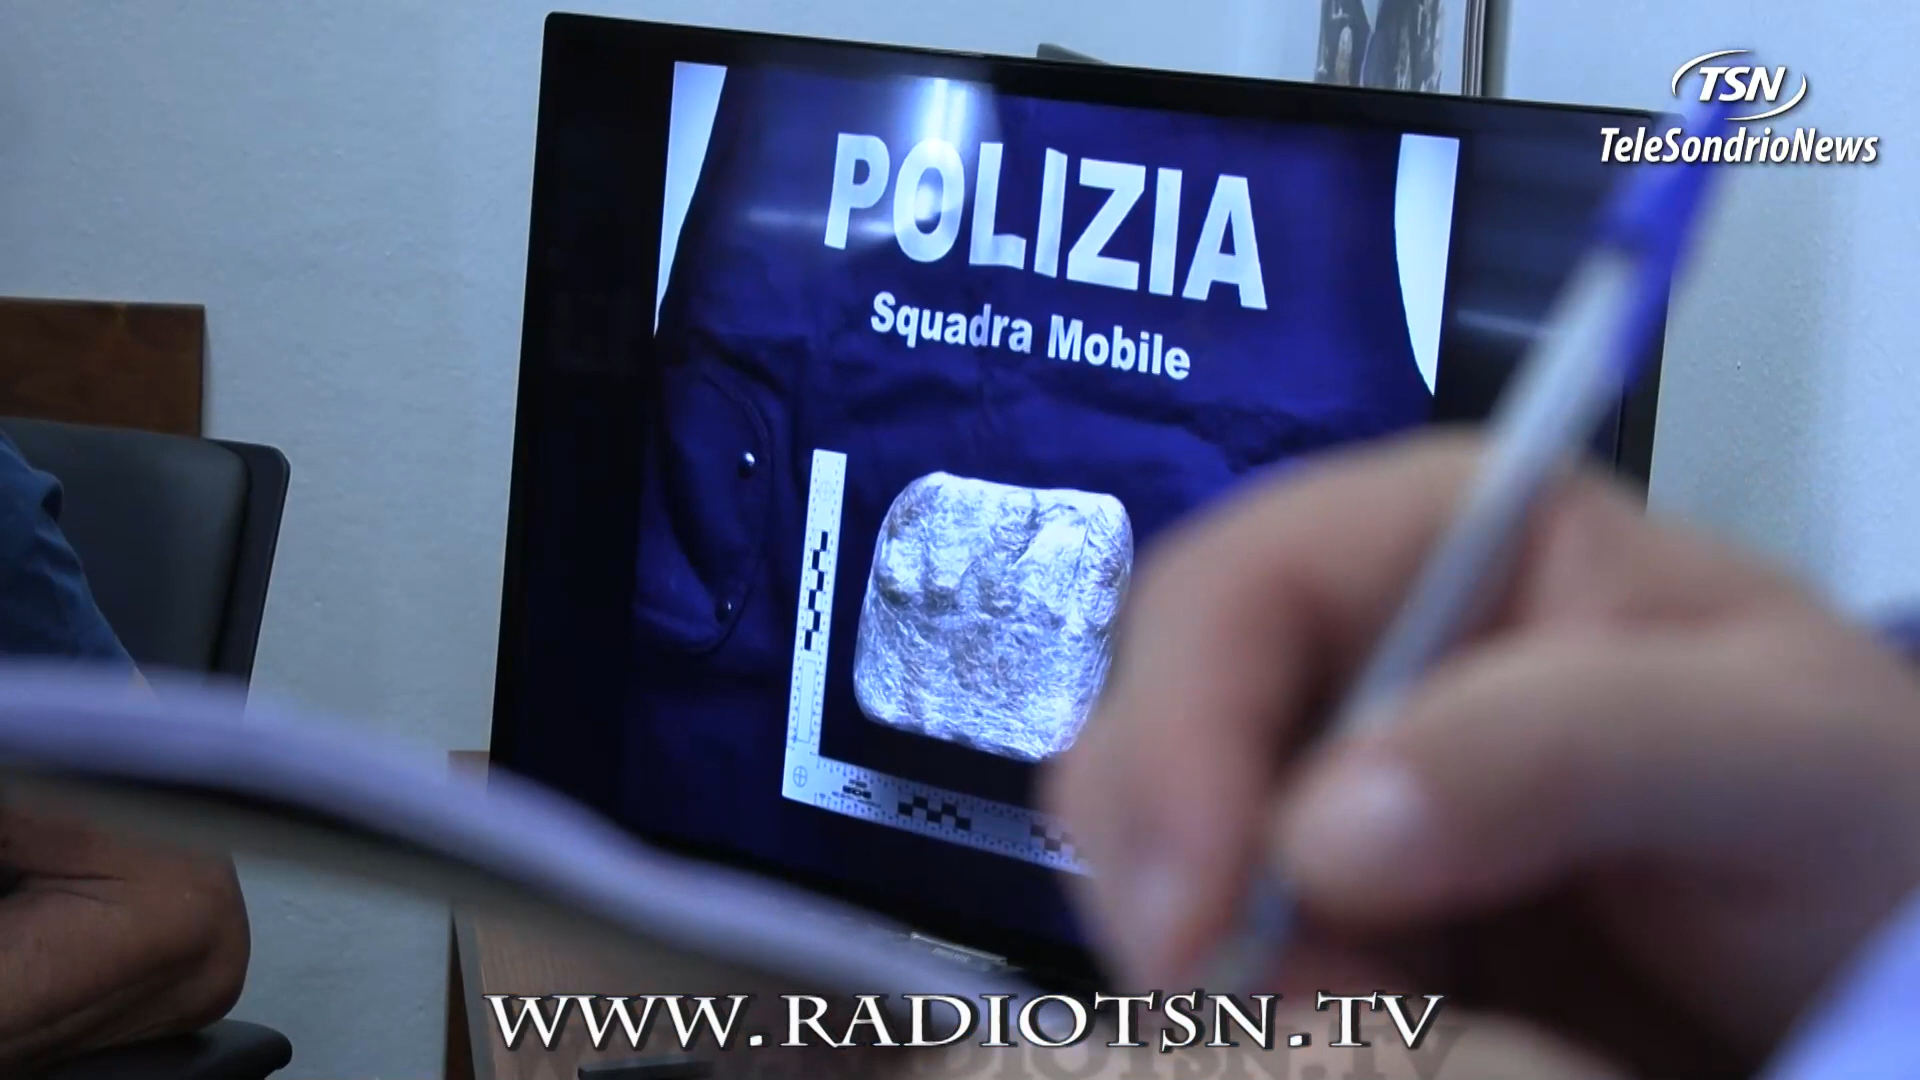 TSN
TeleSondrioNews
POLIZIA
Squadra Mobile
WWW.RADIOTSN.TV